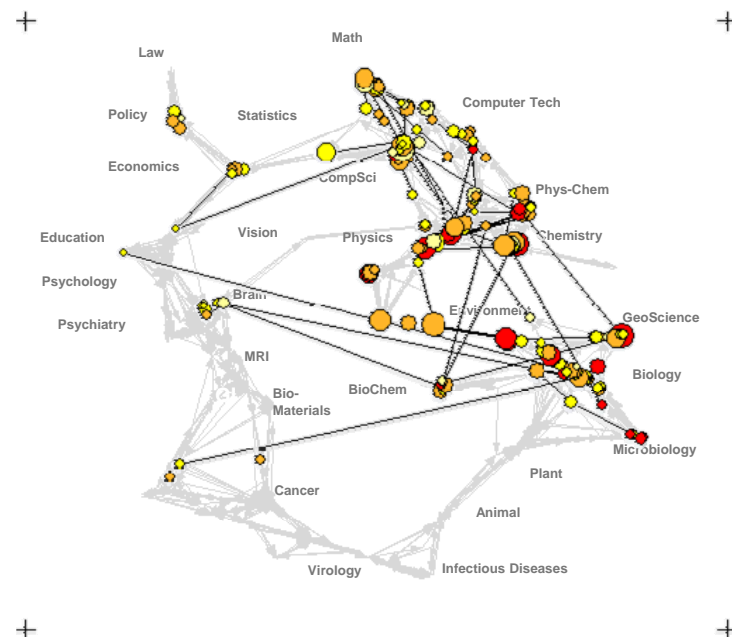 Math
Law
Computer Tech
Policy
Statistics
Economics
CompSci
Phys-Chem
Vision
Education
Physics
Chemistry
Psychology
Brain
Environment
GeoScience
Psychiatry
MRI
Biology
BioChem
Bio-
Materials
Microbiology
Plant
Cancer
Animal
Virology
Infectious Diseases